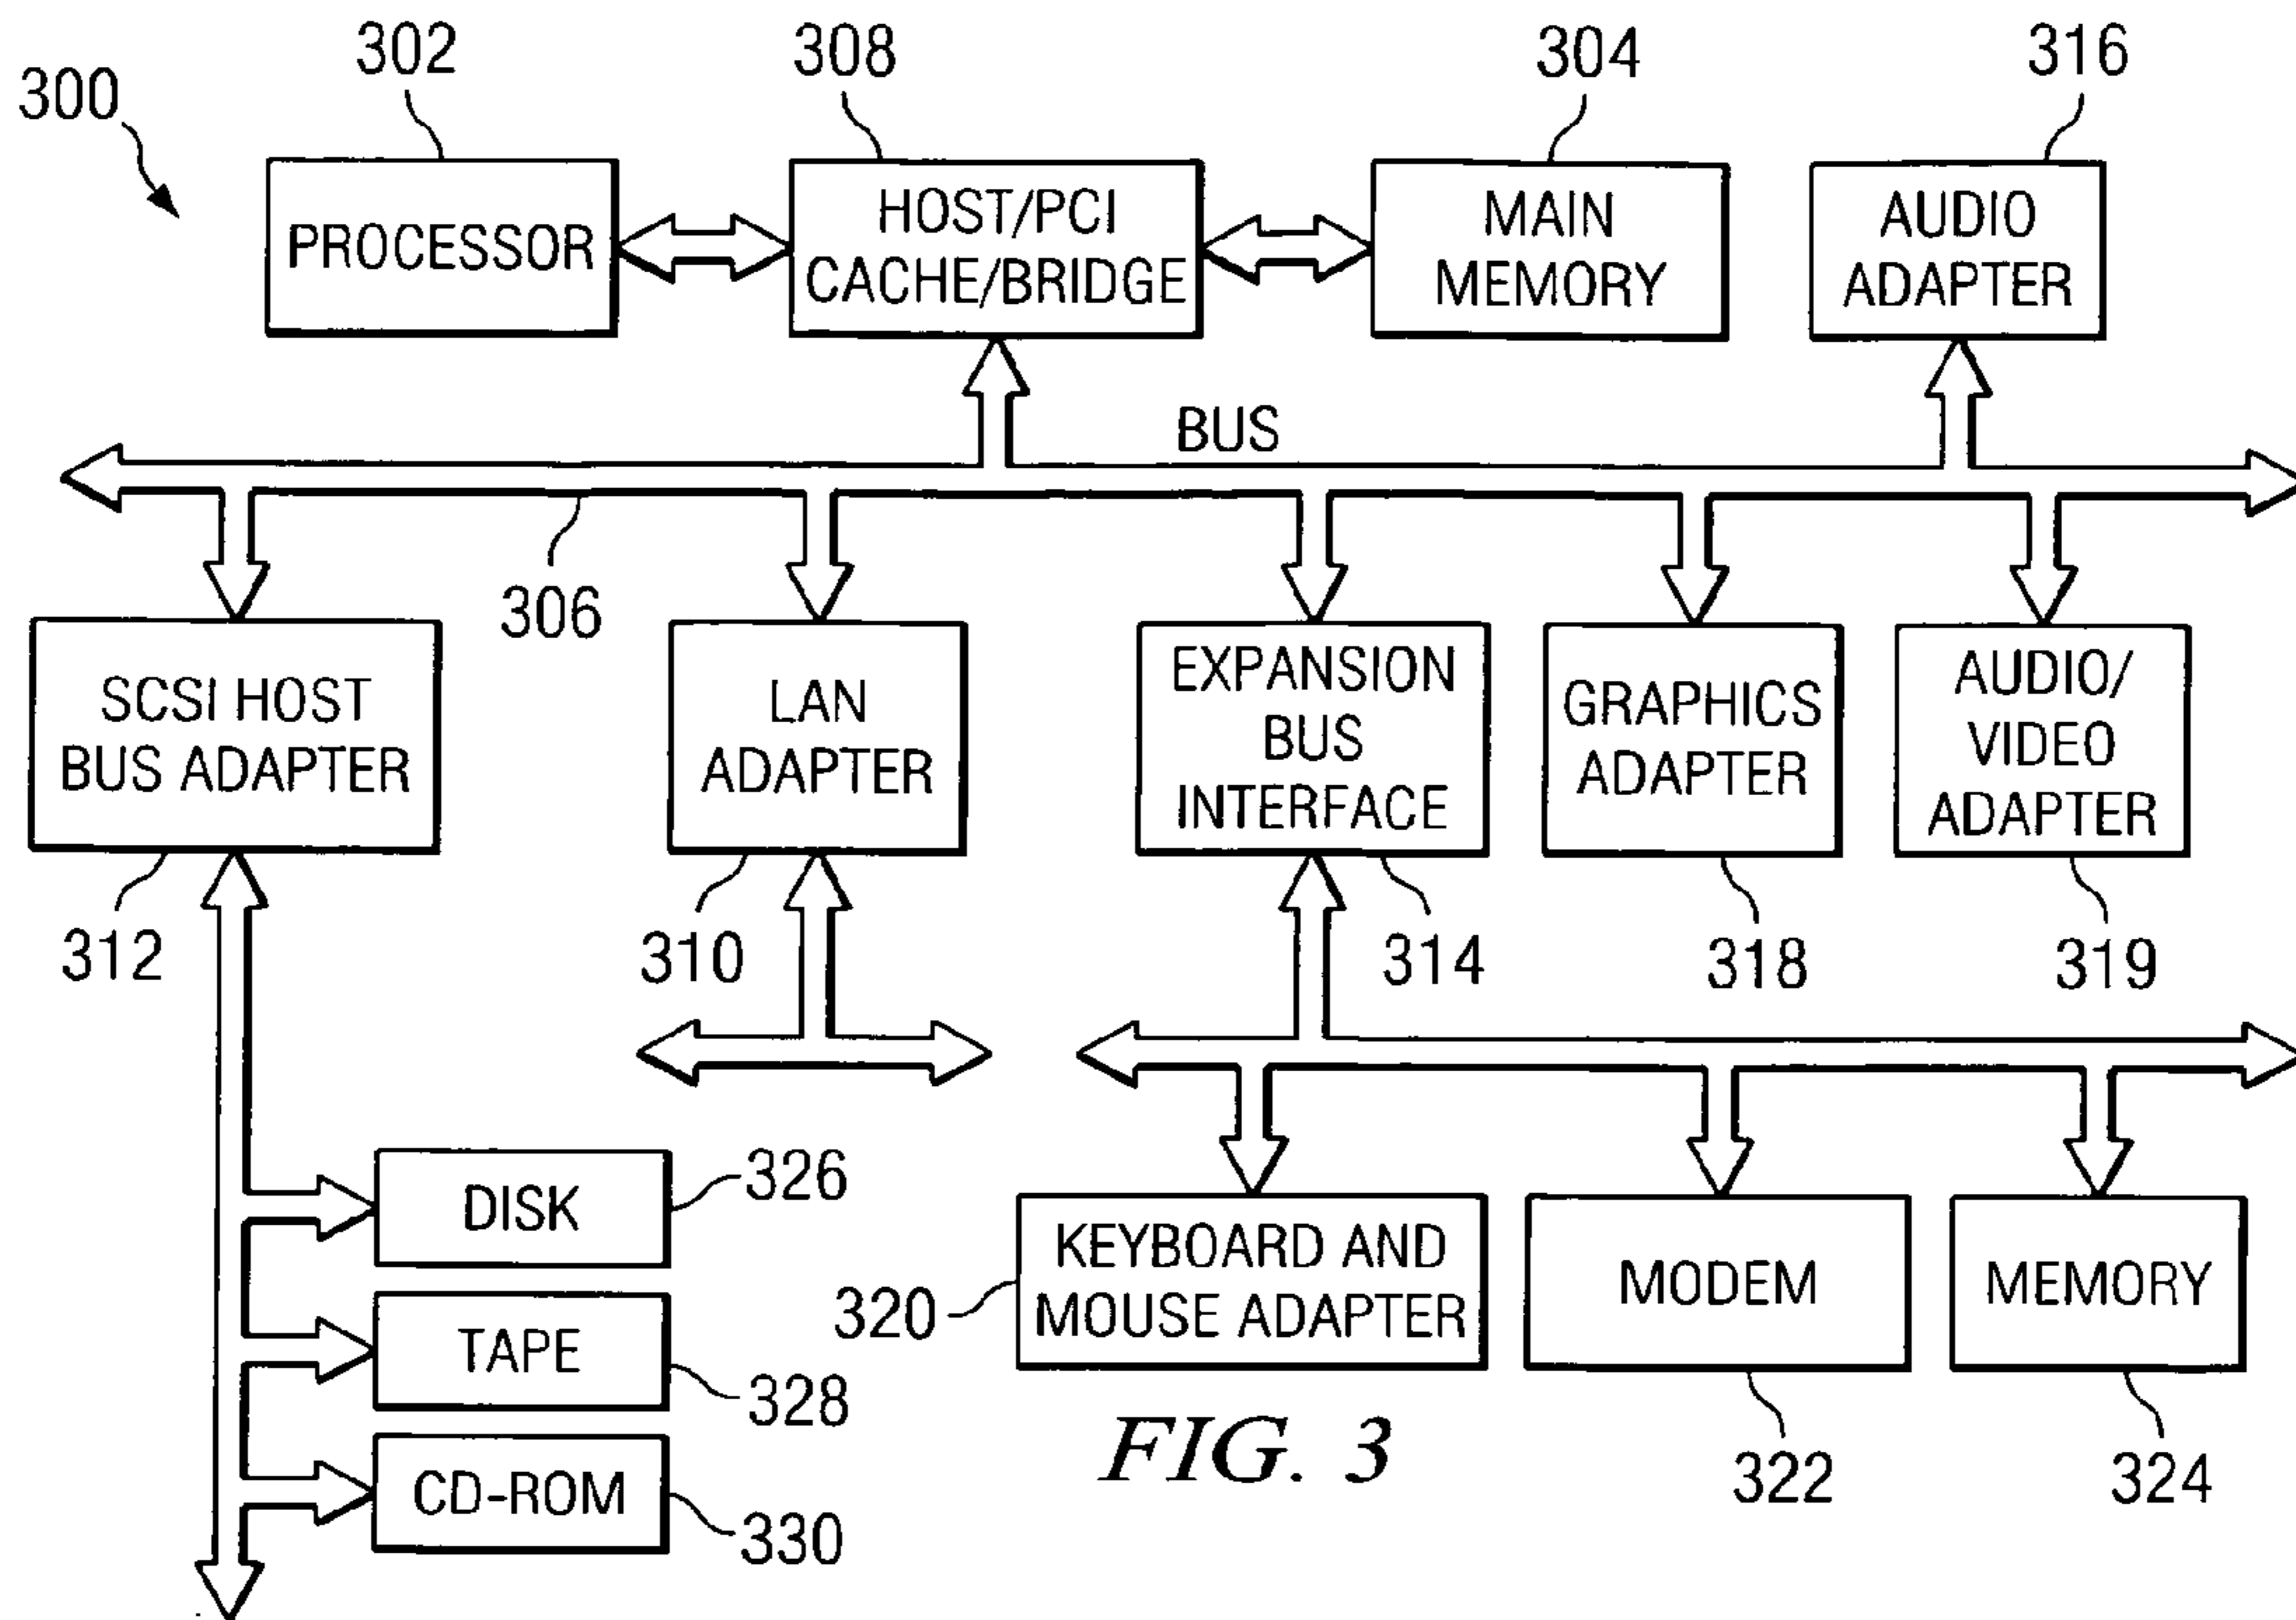 300
302
308
304
316
PROCESSOR
HOST/PCI
CACHE/BRIDGE
MAIN
MEMORY
AUDIO
ADAPTER
BUS
306
SCSI HOST
BUS ADAPTER
LAN
ADAPTER
EXPANSION
BUS
INTERFACE
GRAPHICS
ADAPTER
AUDIO/
VIDEO
ADAPTER
312
310
314
318
319
DISK
326
TAPE
328
CD-ROM
330
320
KEYBOARD AND
MOUSE ADAPTER
MODEM
MEMORY
322
324
FIG. 3